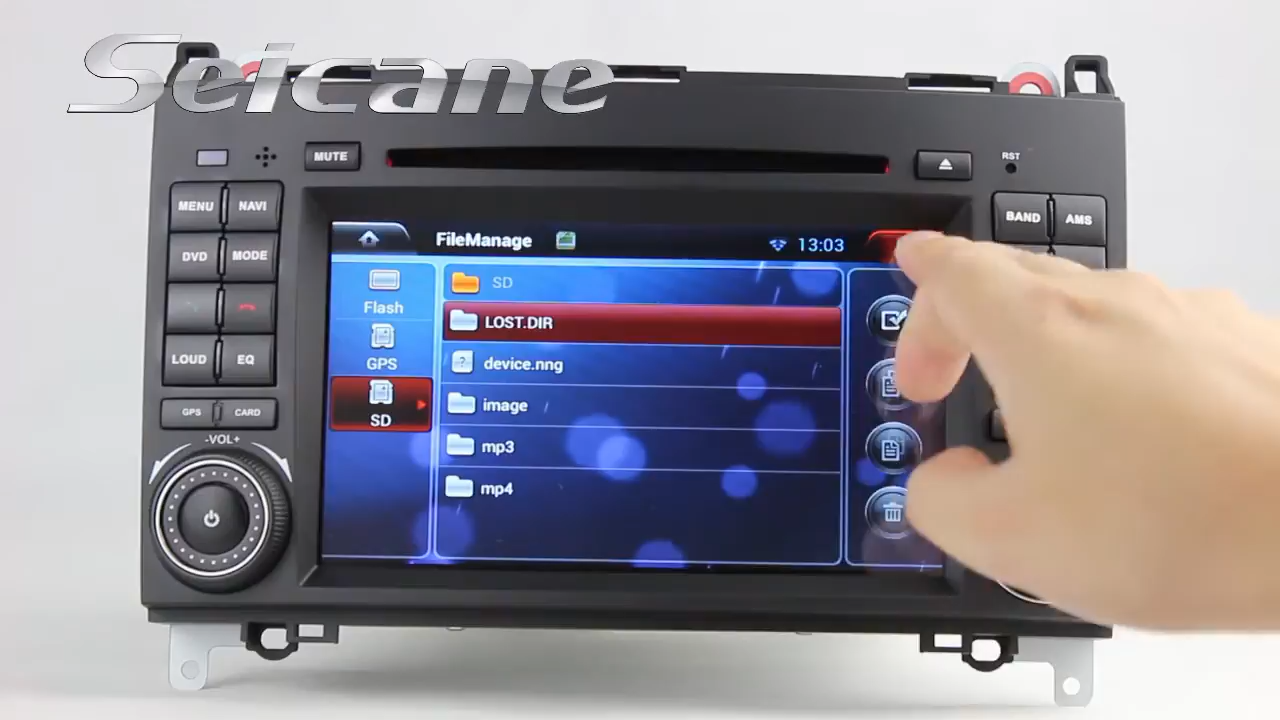 Seicane
MUTE
RST
MENU NAVI
BAND AMS
DVD MODE
LOUD EQ
GPS CARD
-VOL+
FileManage 13:03
Flash
GPS
SD
SD
LOST.DIR
device.nng
image
mp3
mp4